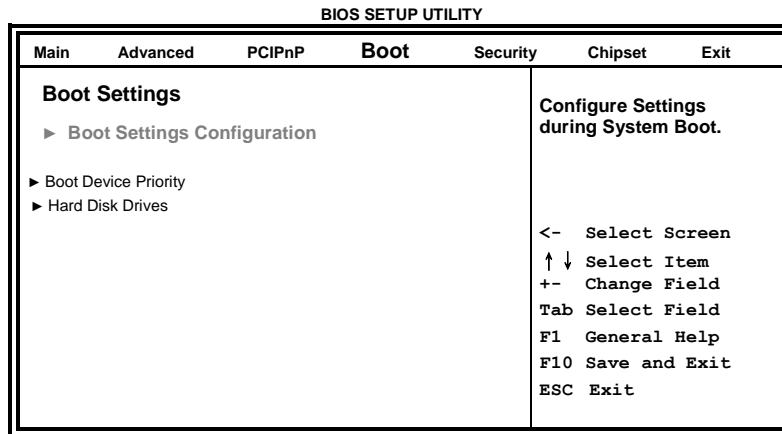 BIOS SETUP UTILITY
Main Advanced PCIPnP Boot Security Chipset Exit
Boot Settings
► Boot Settings Configuration
► Boot Device Priority
► Hard Disk Drives
Configure Settings
during System Boot.
<- Select Screen
↑↓ Select Item
+- Change Field
Tab Select Field
F1 General Help
F10 Save and Exit
ESC Exit